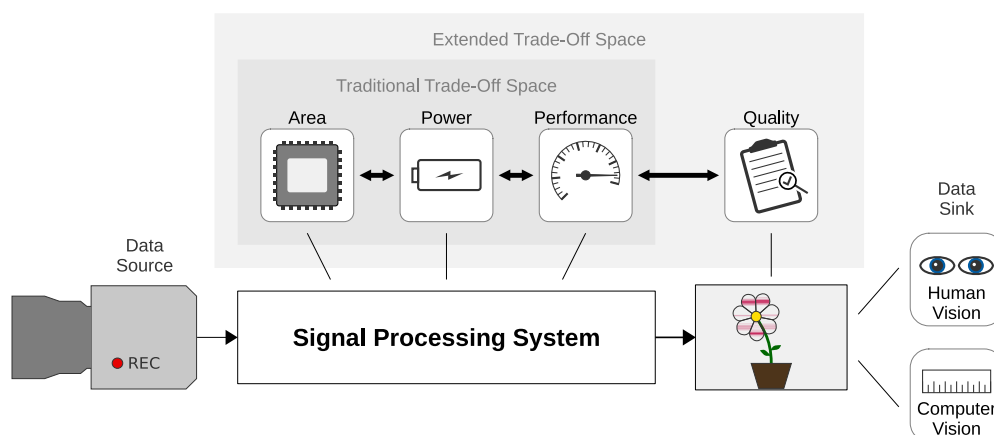 Extended Trade-Off Space
Traditional Trade-Off Space
Area
Power
Performance
Quality
Data
Source
REC
Signal Processing System
Data
Sink
Human
Vision
Computer
Vision